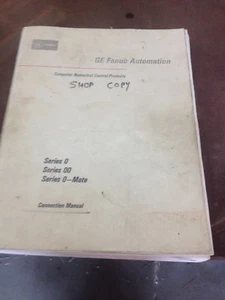 GE Fanuc Automation
Computer Numerical Control Products
SHOP COPY
Series 0
Series 00
Series 0-Mate
Connection Manual